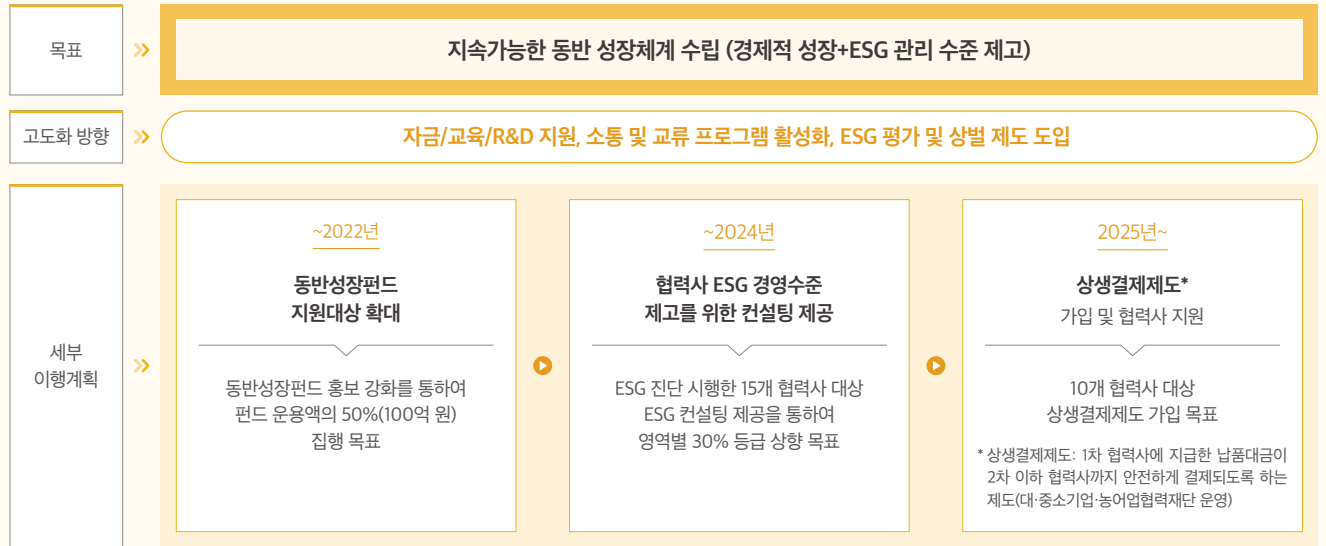 목표
지속가능한 동반 성장체계 수립 (경제적 성장+ESG 관리 수준 제고)
고도화 방향
자금/교육/R&D 지원, 소통 및 교류 프로그램 활성화, ESG 평가 및 상벌 제도 도입
세부
이행계획
~2022년
동반성장펀드
지원대상 확대
동반성장펀드 홍보 강화를 통하여
펀드 운용액의 50%(100억 원)
집행 목표
~2024년
협력사 ESG 경영수준
제고를 위한 컨설팅 제공
ESG 진단 시행한 15개 협력사 대상
ESG 컨설팅 제공을 통하여
영역별 30% 등급 상향 목표
2025년~
상생결제제도*
가입 및 협력사 지원
10개 협력사 대상
상생결제제도 가입 목표
* 상생결제제도: 1차 협력사에 지급한 납품대금이
2차 이하 협력사까지 안전하게 결제되도록 하는
제도(대·중소기업·농어업협력재단 운영)